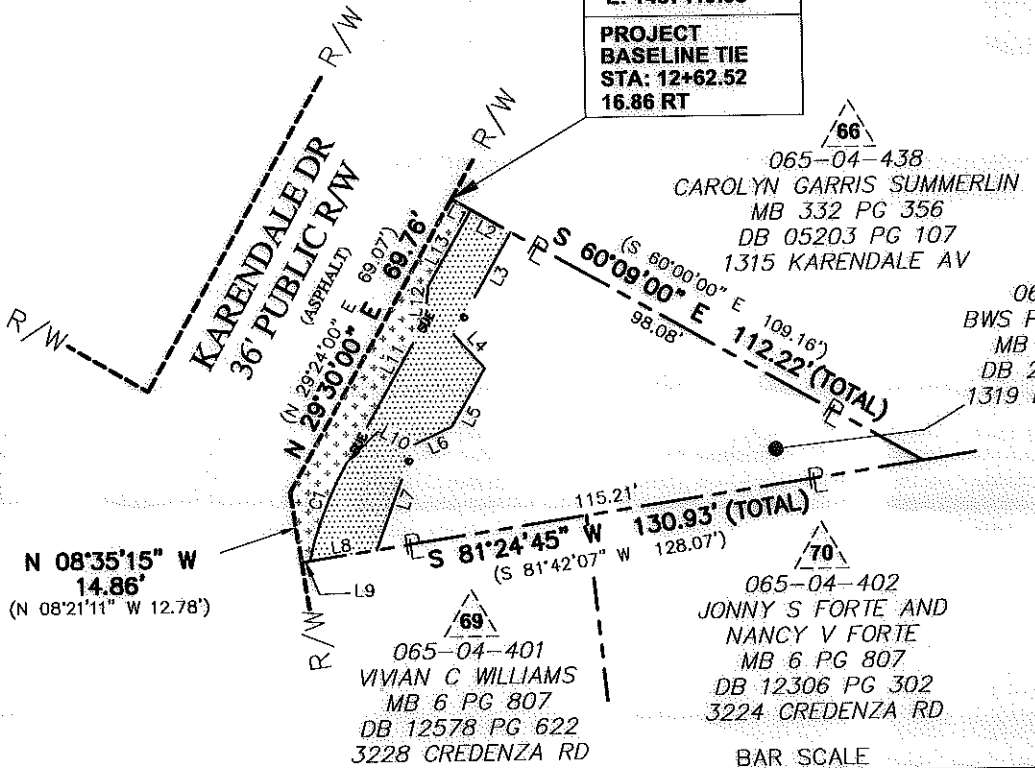 PROJECT
BASELINE TIE
STA: 12+62.52
16.86 RT
R/W
R/W
R/W
R/W
KARENDALE DR
36' PUBLIC R/W
(ASPHALT)
N 29°30'00" E 69.76'
(N 29°24'00" E 69.07')
66
065-04-438
CAROLYN GARRIS SUMMERLIN
MB 332 PG 356
DB 05203 PG 107
1315 KARENDALE AV
(S 60°00'00" E 109.16')
S 60°09'00" E 112.22'(TOTAL)
98.08'
BWS
MB
DB 2
1319
L2
L13
L3
L12
SUE
L4
L11
L5
L6
L10
SUE
C1
L7
L8
L9
PL
PL
PL
PL
115.21'
S 81°24'45" W 130.93' (TOTAL)
(S 81°42'07" W 128.07')
N 08°35'15" W
14.86'
(N 08°21'11" W 12.78')
69
065-04-401
VIVIAN C WILLIAMS
MB 6 PG 807
DB 12578 PG 622
3228 CREDENZA RD
70
065-04-402
JONNY S FORTE AND
NANCY V FORTE
MB 6 PG 807
DB 12306 PG 302
3224 CREDENZA RD
BAR SCALE